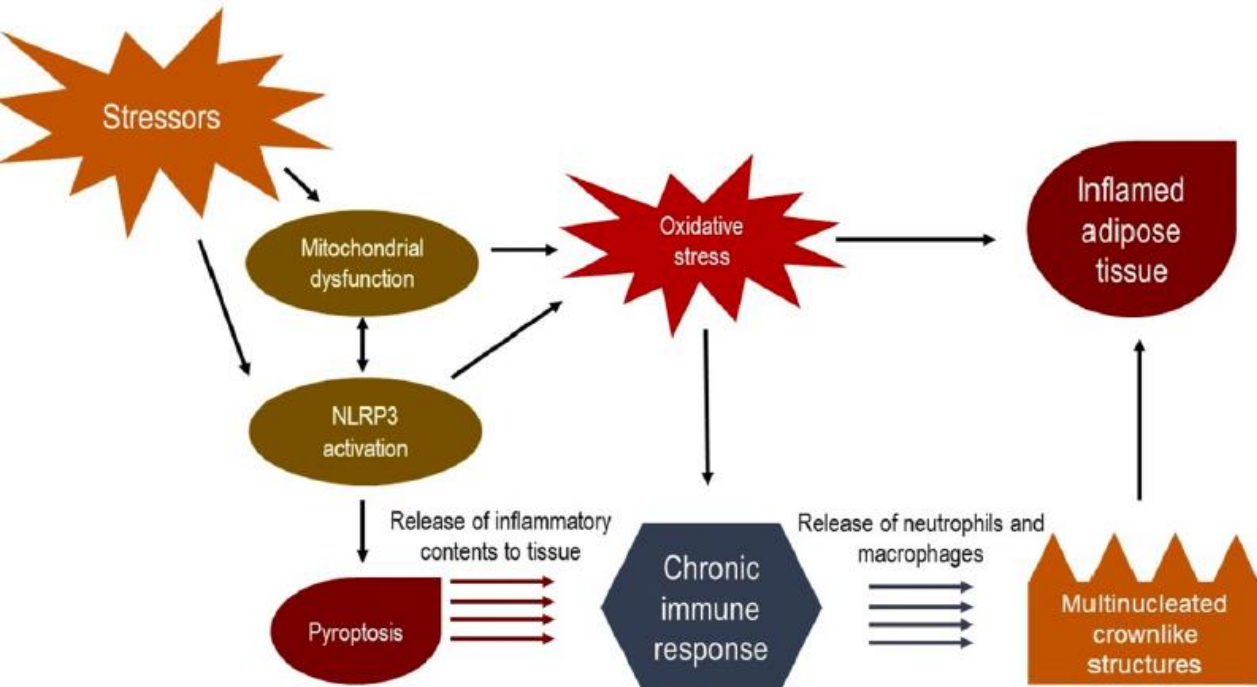 Stressors
Mitochondrial
dysfunction
Oxidative
stress
Inflamed
adipose
tissue
NLRP3
activation
Release of inflammatory
contents to tissue
Release of neutrophils and
macrophages
Pyroptosis
Chronic
immune
response
Multinucleated
crownlike
structures